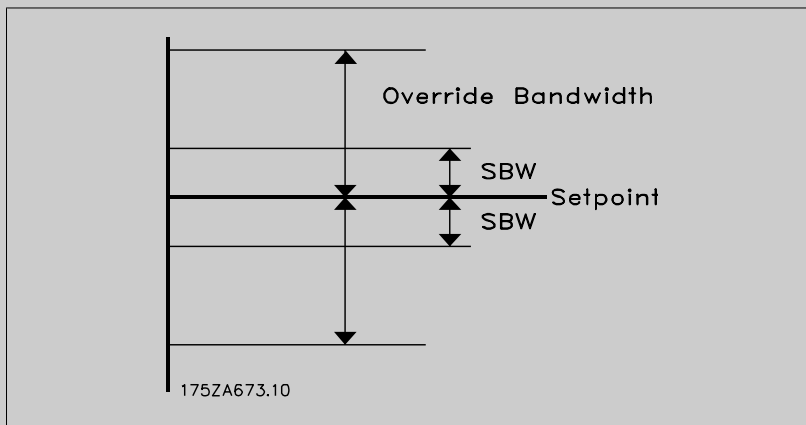 Override Bandwidth
SBW
Setpoint
SBW
175ZA673.10